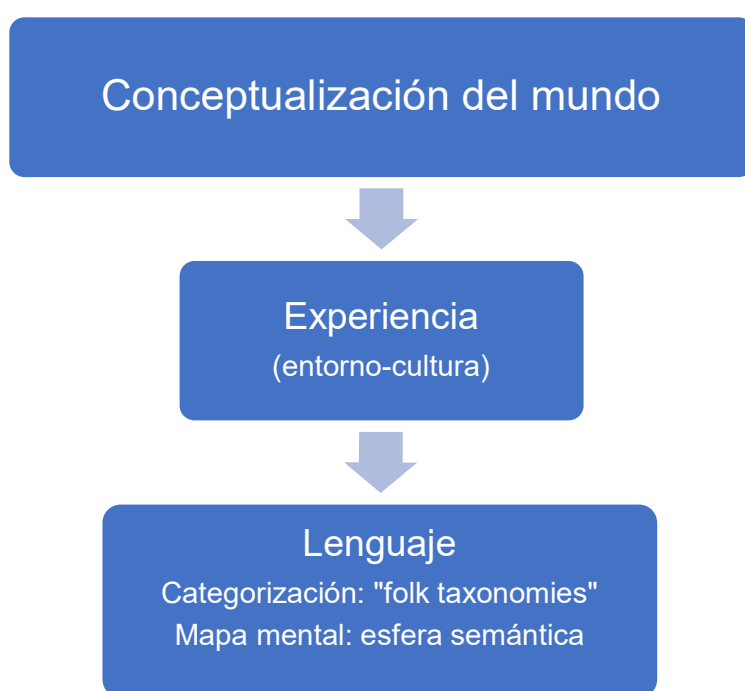 Conceptualización del mundo
Experiencia
(entorno-cultura)
Lenguaje
Categorización: "folk taxonomies"
Mapa mental: esfera semántica